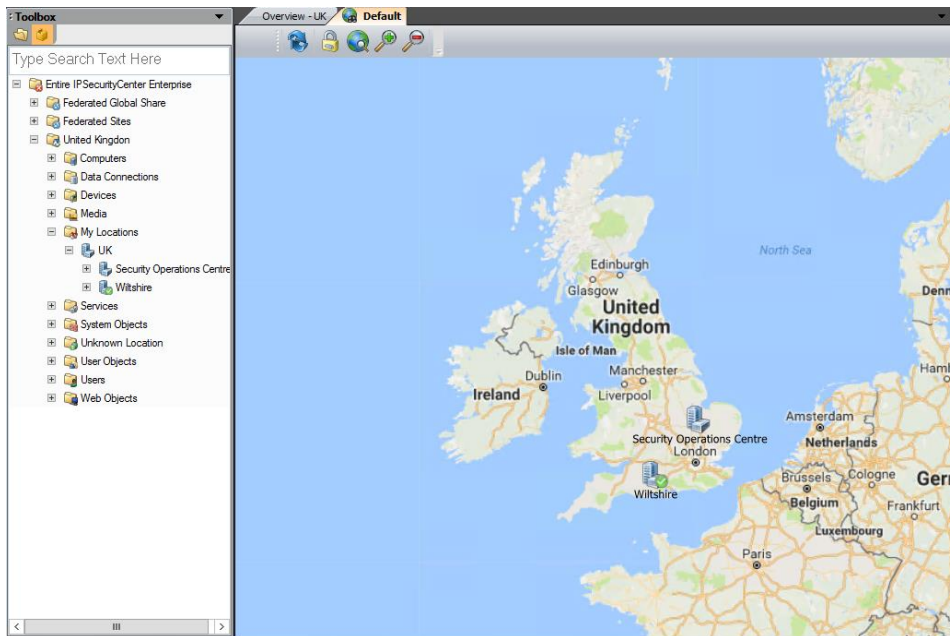 Toolbox
Overview - UK
Default
Type Search Text Here
Entire IPSecurityCenter Enterprise
Federated Global Share
Federated Sites
United Kingdom
Computers
Data Connections
Devices
Media
My Locations
UK
Security Operations Centre
Wiltshire
Services
System Objects
Unknown Location
User Objects
Users
Web Objects
North Sea
Edinburgh
Glasgow
United
Kingdom
Denn
Isle of Man
Dublin
Manchester
Hamb
Ireland
Liverpool
Amsterdam
Security Operations Centre
Netherlands
London
Brussels
Cologne
Ger
Wiltshire
Belgium
Frankfurt
Luxembourg
Paris